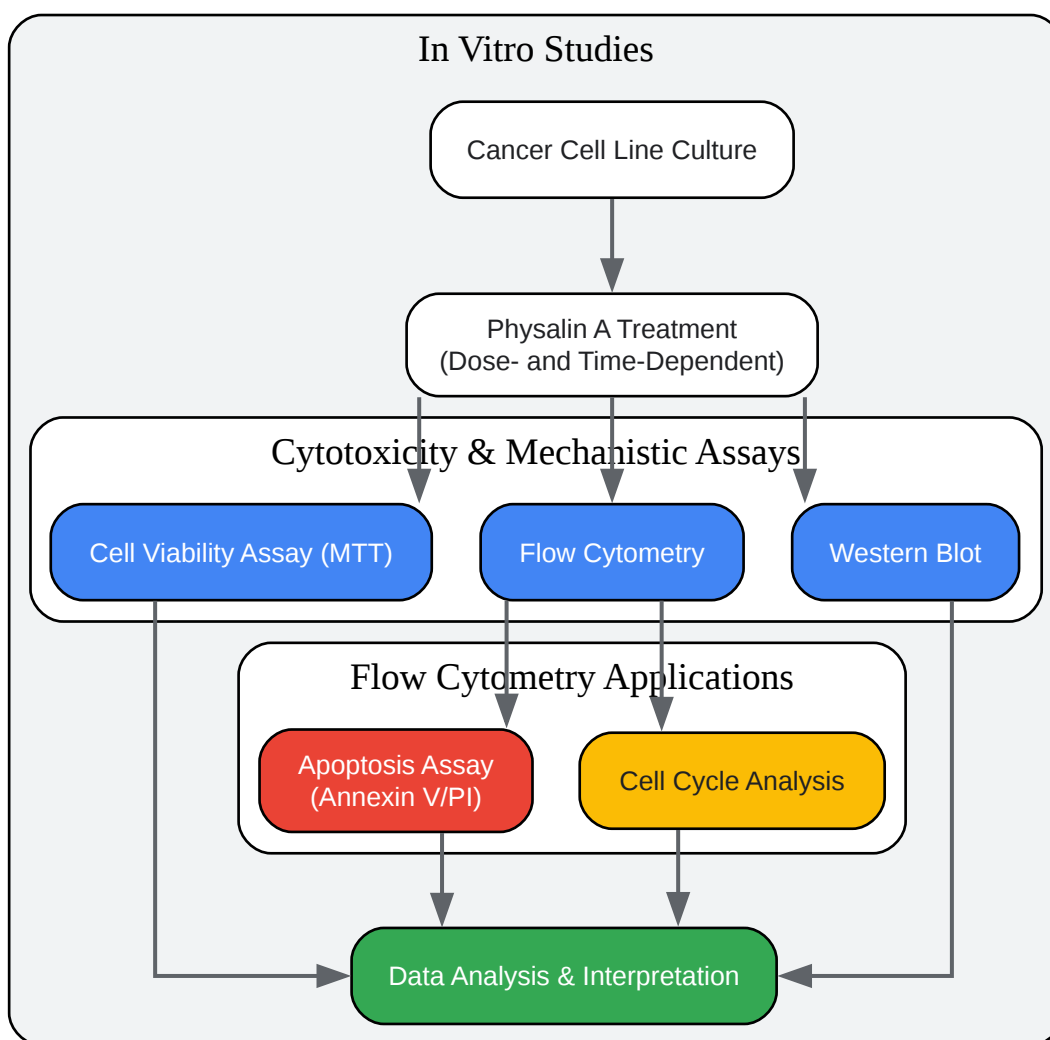 In Vitro Studies
Cancer Cell Line Culture
Physalin A Treatment
(Dose- and Time-Dependent)
Cytotoxicity & Mechanistic Assays
Cell Viability Assay (MTT)
Flow Cytometry
Western Blot
Flow Cytometry Applications
Apoptosis Assay
(Annexin V/PI)
Cell Cycle Analysis
Data Analysis & Interpretation